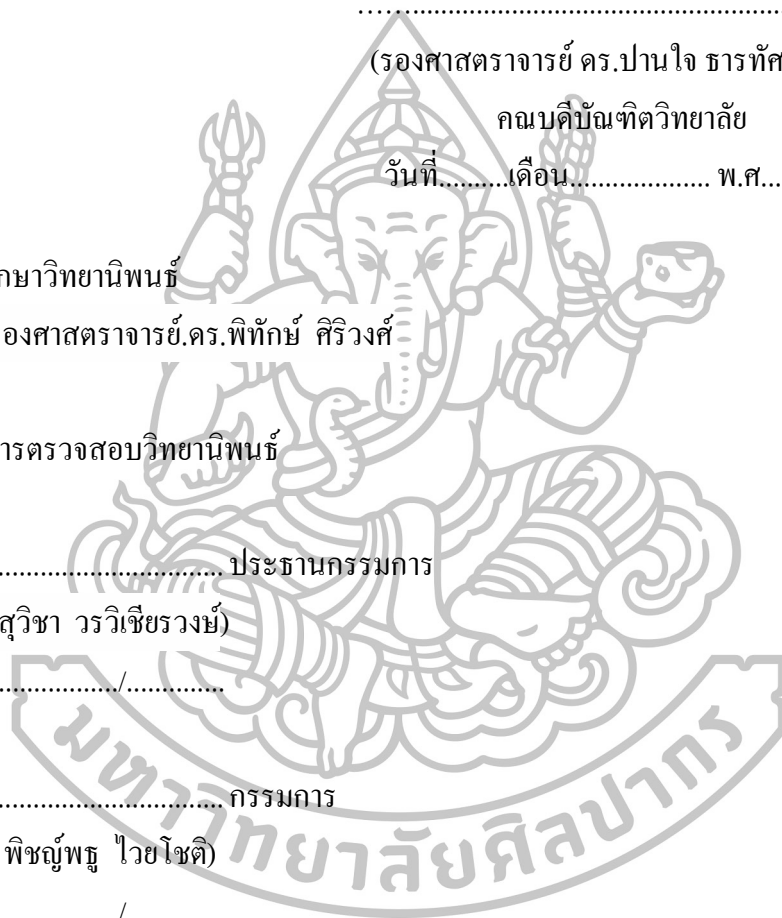 …….......................................................
(รองศาสตราจารย์ ดร.ปานใจ ธารทัศ
คณบดีบัณฑิตวิทยาลัย
วันที่..........เดือน.................... พ.ศ....
กษาวิทยานิพนธ์
องศาสตราจารย์.ดร.พิทักษ์ ศิริวงศ์
ารตรวจสอบวิทยานิพนธ์
................................. ประธานกรรมการ
สุวิชา วรวิเชียรวงษ์)
................../..............
................................. กรรมการ
พิชญ์พธู ไวยโชติ)
/
มหาวิทยาลัยศิลปากร